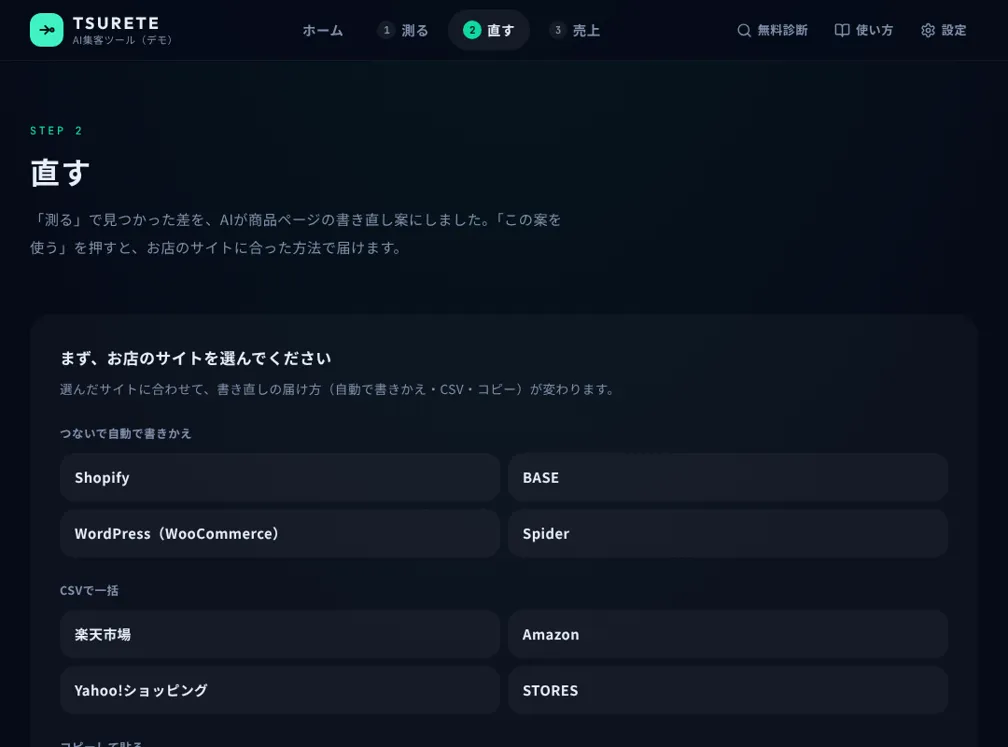 TSURETE
AI集客ツール（デモ）
ホーム
1 測る
2 直す
3 売上
無料診断
使い方
設定
STEP 2
直す
「測る」で見つかった差を、AIが商品ページの書き直し案にしました。「この案を
使う」を押すと、お店のサイトに合った方法で届けます。
まず、お店のサイトを選んでください
選んだサイトに合わせて、書き直しの届け方（自動で書きかえ・CSV・コピー）が変わります。
つないで自動で書きかえ
Shopify
BASE
WordPress（WooCommerce）
Spider
CSVで一括
楽天市場
Amazon
Yahoo!ショッピング
STORES
コピーして貼る